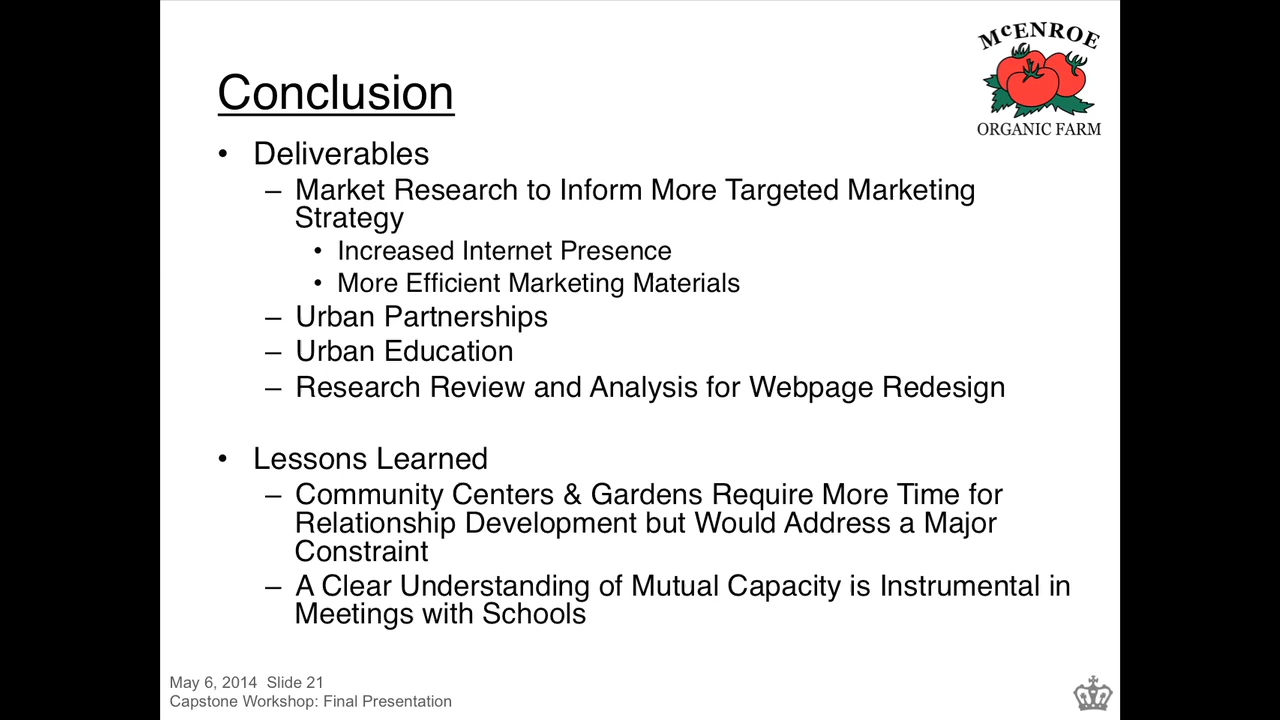 McENROE
ORGANIC FARM
Conclusion
• Deliverables
– Market Research to Inform More Targeted Marketing
Strategy
• Increased Internet Presence
• More Efficient Marketing Materials
– Urban Partnerships
– Urban Education
– Research Review and Analysis for Webpage Redesign
• Lessons Learned
– Community Centers & Gardens Require More Time for
Relationship Development but Would Address a Major
Constraint
– A Clear Understanding of Mutual Capacity is Instrumental in
Meetings with Schools
May 6, 2014 Slide 21
Capstone Workshop: Final Presentation